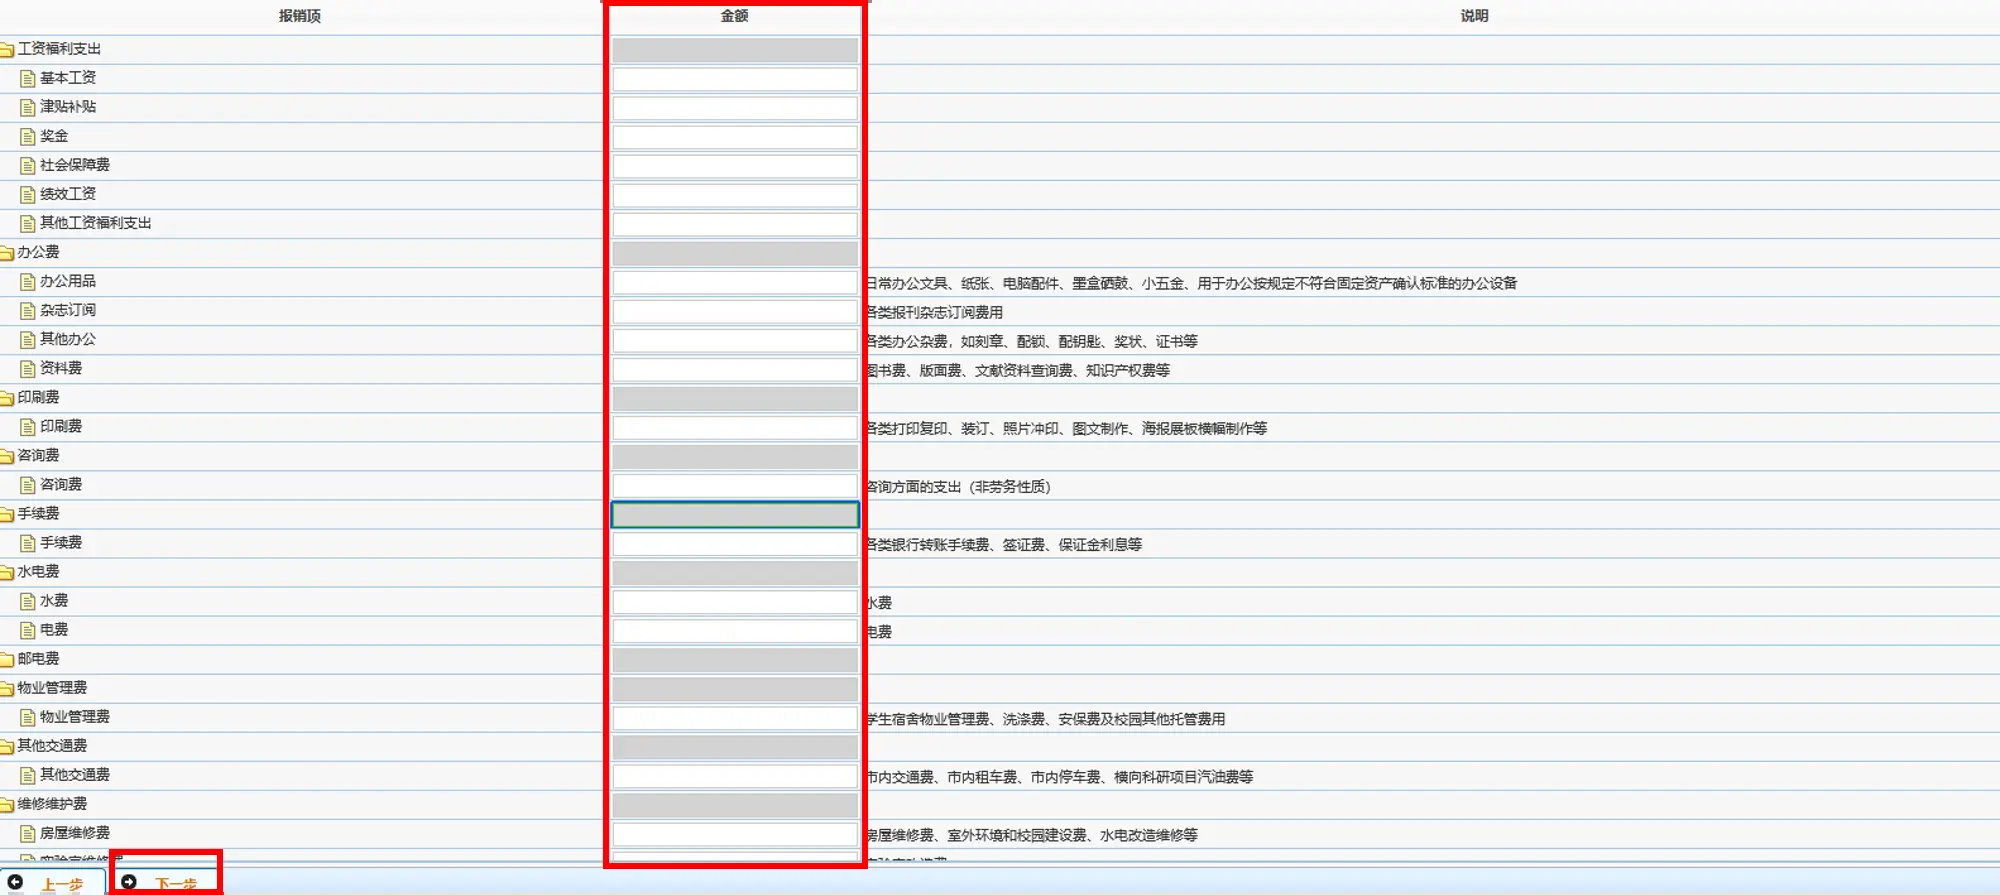 报销项 金额 说明
工资福利支出
基本工资
津贴补贴
奖金
社会保障费
绩效工资
其他工资福利支出
办公费
办公用品 日常办公文具、纸张、电脑配件、墨盒硒鼓、小五金、用于办公按规定不符合固定资产确认标准的办公设备
杂志订阅 各类报刊杂志订阅费用
其他办公 各类办公杂费，如刻章、配锁、配钥匙、奖状、证书等
资料费 图书费、版面费、文献资料查询费、知识产权费等
印刷费
印刷费 各类打印复印、装订、照片冲印、图文制作、海报展板横幅制作等
咨询费
咨询费 咨询方面的支出（非劳务性质）
手续费
手续费 各类银行转账手续费、签证费、保证金利息等
水电费
水费 水费
电费 电费
邮电费
物业管理费
物业管理费 学生宿舍物业管理费、洗涤费、安保费及校园其他托管费用
其他交通费
其他交通费 市内交通费、市内租车费、市内停车费、横向科研项目汽油费等
维修维护费
房屋维修费 房屋维修费、室外环境和校园建设费、水电改造维修等
实验室维修费
上一步 下一步